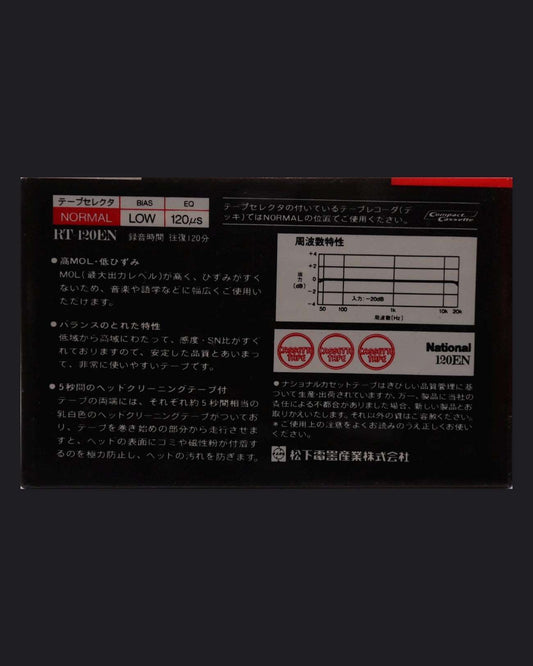 テープセレクタ BIAS EQ
NORMAL LOW 120μs
RT-120EN 録音時間 往復120分
テープセレクタの付いているテープレコーダ(デ
ッキ)ではNORMALの位置でご使用ください。
Compact
Cassette
●高MOL・低ひずみ
MOL(最大出力レベル)が高く、ひずみがすく
ないため、音楽や語学などに幅広くご使用い
ただけます。
●バランスのとれた特性
低域から高域にわたって、感度・SN比がすぐ
れておりますので、安定した品質とあいまっ
て、非常に使いやすいテープです。
●5秒間のヘッドクリーニングテープ付
テープの両端には、それぞれ約5秒間相当の
乳白色のヘッドクリーニングテープがついてお
り、テープを巻き始めの部分から走行させま
すと、ヘッドの表面にゴミや磁性粉が付着す
るのを極力防止し、ヘッドの汚れを防ぎます。
周波数特性
+4
+2
0
-2
-4
出力(dB)
入力:-20dB
50 100 1k 10k 20k
周波数(Hz)
CASSETTE TAPE CASSETTE TAPE CASSETTE TAPE
National
120EN
●ナショナルカセットテープはきびしい品質管理に基
づいて生産・出荷されていますが、万一、製品に当社の
責任による不都合がありました場合、新しい製品とお
取りかえいたします。それ以外の責はご容赦ください。
*ご使用上の注意をよくお読みのうえ正しくお使い
ください。
松下電器産業株式会社